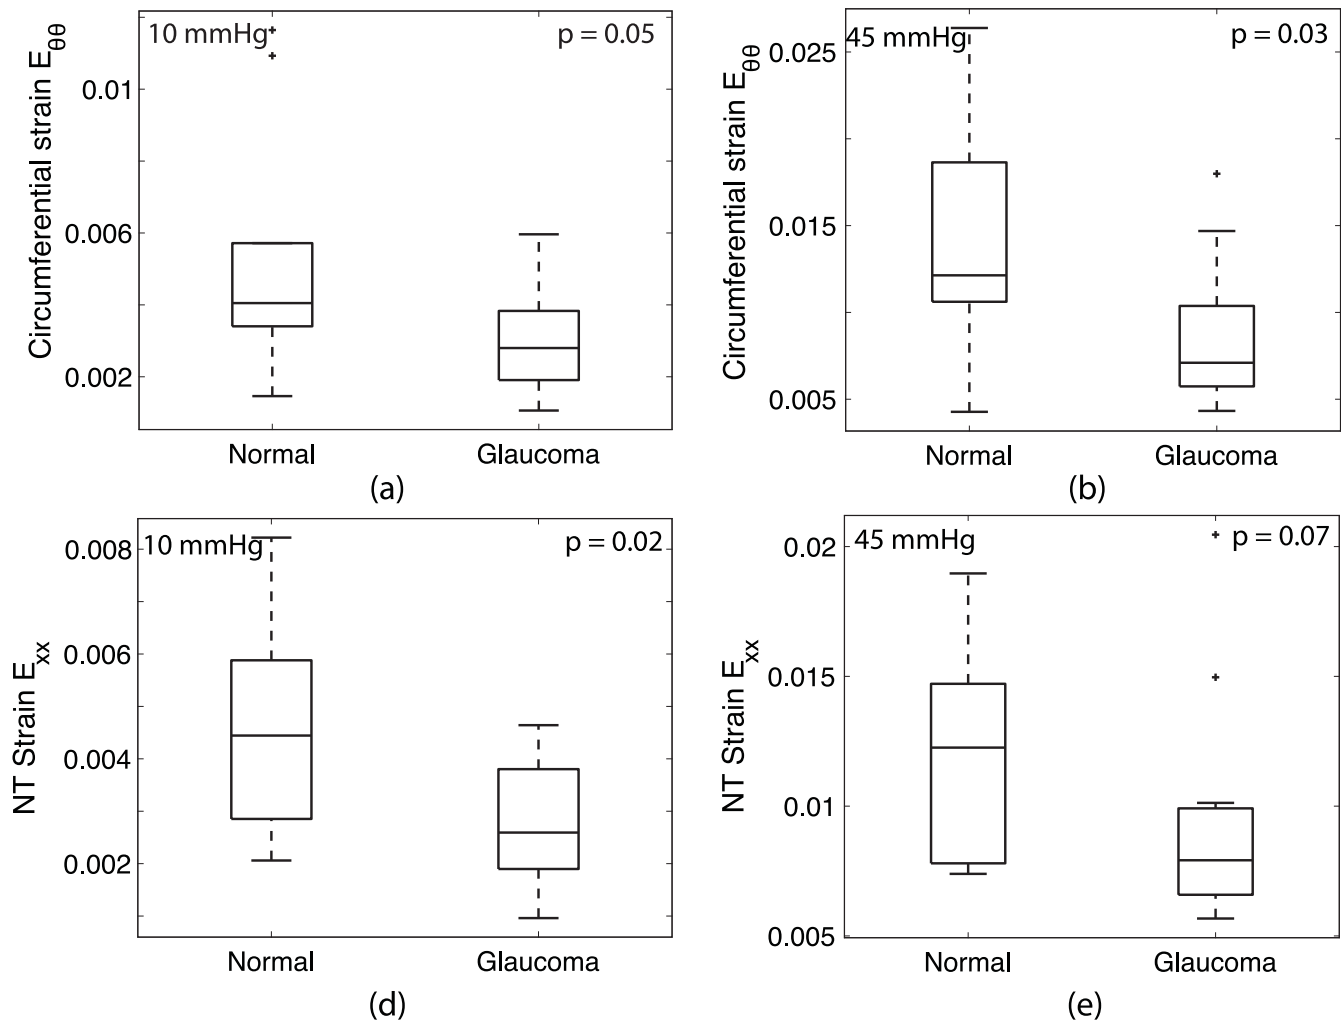 10 mmHg
p = 0.05
Circumferential strain Eθθ
0.01
0.006
0.002
Normal
Glaucoma
(a)
45 mmHg
p = 0.03
Circumferential strain Eθθ
0.025
0.015
0.005
Normal
Glaucoma
(b)
10 mmHg
p = 0.02
NT Strain Exx
0.008
0.006
0.004
0.002
Normal
Glaucoma
(d)
45 mmHg
p = 0.07
NT Strain Exx
0.02
0.015
0.01
0.005
Normal
Glaucoma
(e)